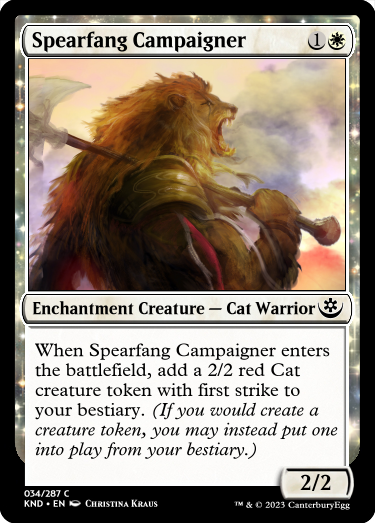 Spearfang Campaigner 1
Enchantment Creature — Cat Warrior
When Spearfang Campaigner enters
the battlefield, add a 2/2 red Cat
creature token with first strike to
your bestiary. (If you would create a
creature token, you may instead put one
into play from your bestiary.)
2/2
034/287 C
KND • EN Christina Kraus
™ & © 2023 CanterburyEgg